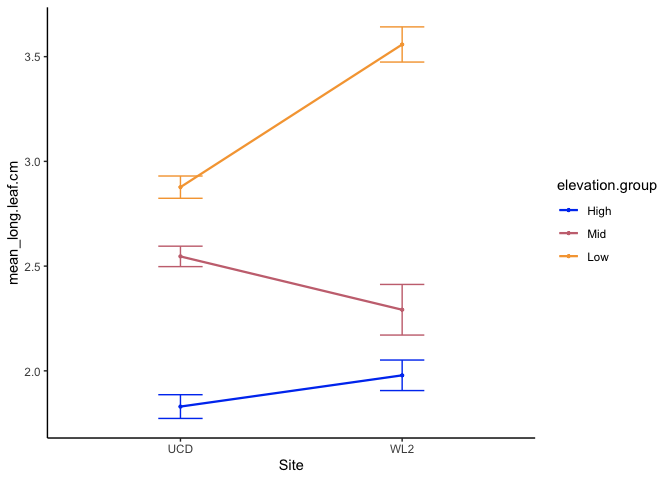 3.5
3.0
2.5
2.0
mean_long.leaf.cm
UCD
WL2
Site
elevation.group
High
Mid
Low